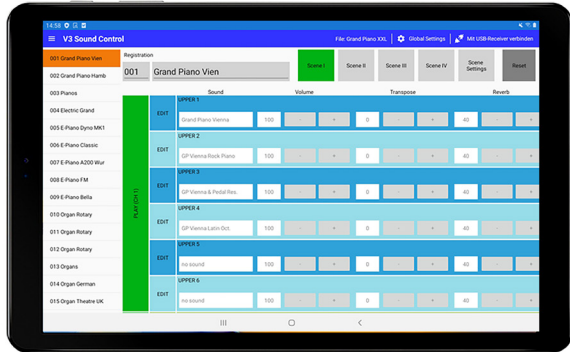 14:58
V3 Sound Control
File: Grand Piano XXL
Global Settings
Mit USB-Receiver verbinden
001 Grand Piano Vien
002 Grand Piano Hamb
003 Pianos
004 Electric Grand
005 E-Piano Dyno MK1
006 E-Piano Classic
007 E-Piano A200 Wur
008 E-Piano FM
009 E-Piano Bella
010 Organ Rotary
011 Organ Rotary
012 Organ Rotary
013 Organs
014 Organ German
015 Organ Theatre UK
Registration
001 Grand Piano Vien
Scene I
Scene II
Scene III
Scene IV
Scene
Settings
Reset
Sound Volume Transpose Reverb
PLAY (CH 1)
UPPER 1
EDIT Grand Piano Vienna 100 - + 0 - + 40 - +
UPPER 2
EDIT GP Vienna Rock Piano 100 - + 0 - + 40 - +
UPPER 3
EDIT GP Vienna & Pedal Res. 100 - + 0 - + 40 - +
UPPER 4
EDIT GP Vienna Latin Oct. 100 - + 0 - + 40 - +
UPPER 5
EDIT no sound 100 - + 0 - + 40 - +
UPPER 6
EDIT no sound 100 - + 0 - + 40 - +